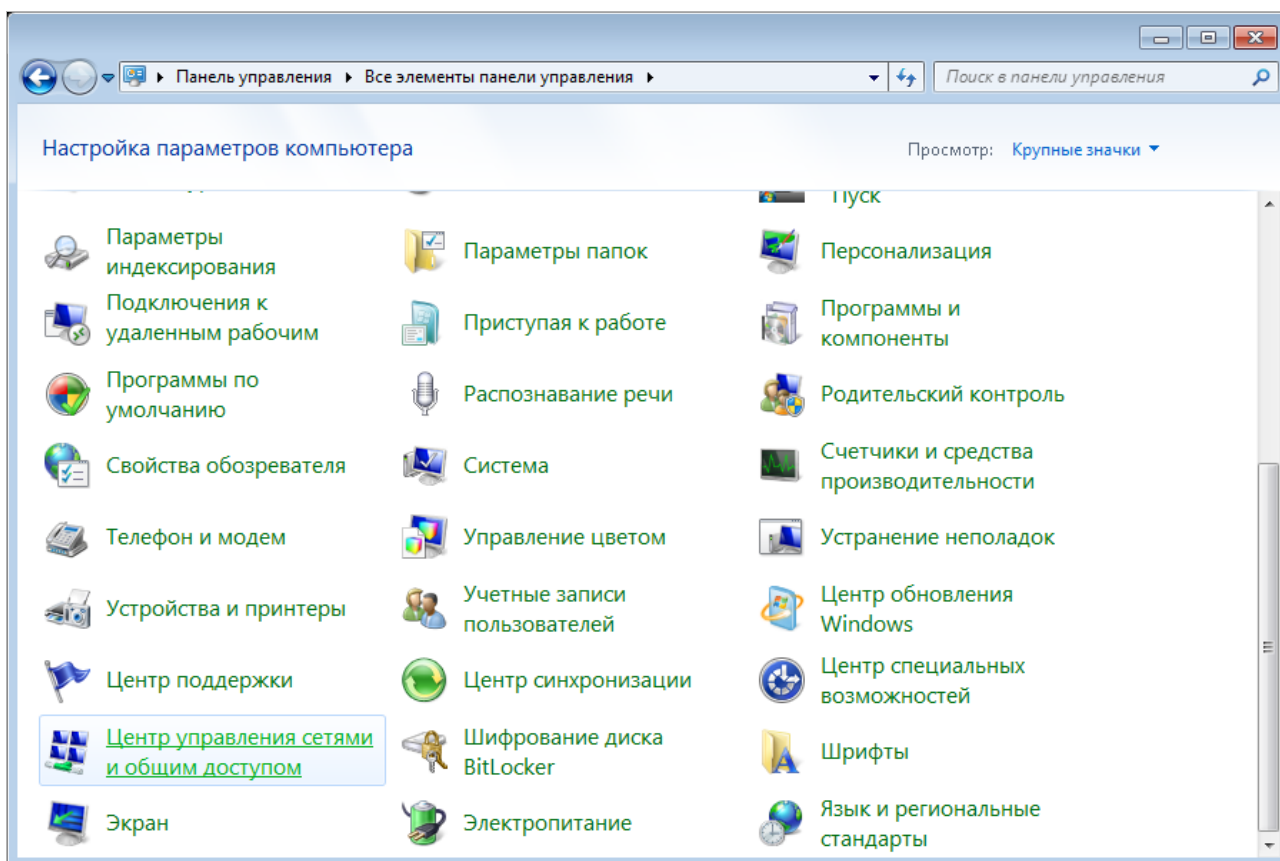 Панель управления ▸ Все элементы панели управления ▸
Поиск в панели управления
Настройка параметров компьютера
Просмотр: Крупные значки
Пуск
Параметры
индексирования
Параметры папок
Персонализация
Подключения к
удаленным рабочим
Приступая к работе
Программы и
компоненты
Программы по
умолчанию
Распознавание речи
Родительский контроль
Свойства обозревателя
Система
Счетчики и средства
производительности
Телефон и модем
Управление цветом
Устранение неполадок
Устройства и принтеры
Учетные записи
пользователей
Центр обновления
Windows
Центр поддержки
Центр синхронизации
Центр специальных
возможностей
Центр управления сетями
и общим доступом
Шифрование диска
BitLocker
Шрифты
Экран
Электропитание
Язык и региональные
стандарты